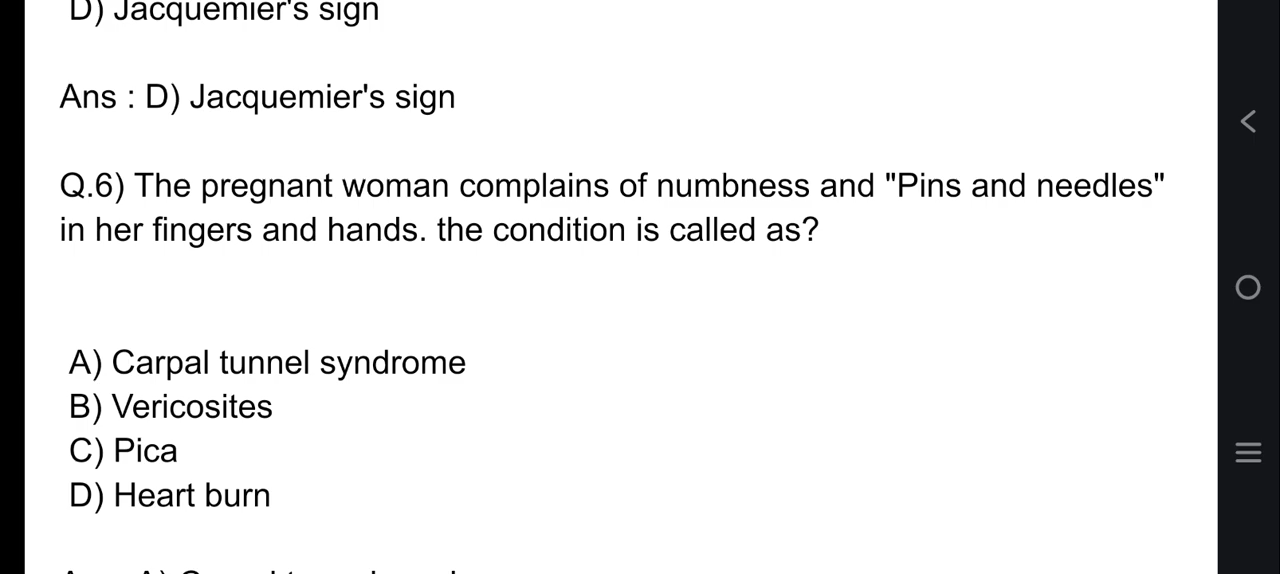 D) Jacquemier's sign
Ans : D) Jacquemier's sign
Q.6) The pregnant woman complains of numbness and "Pins and needles"
in her fingers and hands. the condition is called as?
A) Carpal tunnel syndrome
B) Vericosites
C) Pica
D) Heart burn